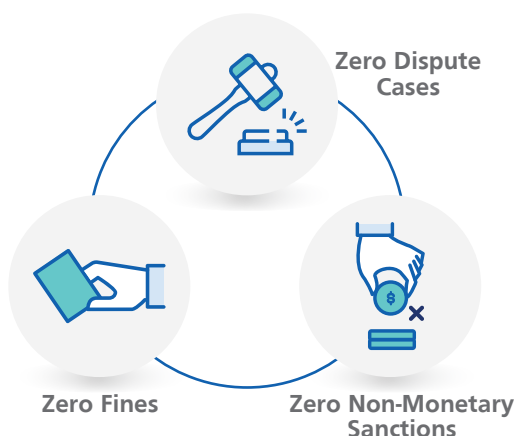 Zero Dispute
Cases
$
Zero Fines
Zero Non-Monetary
Sanctions